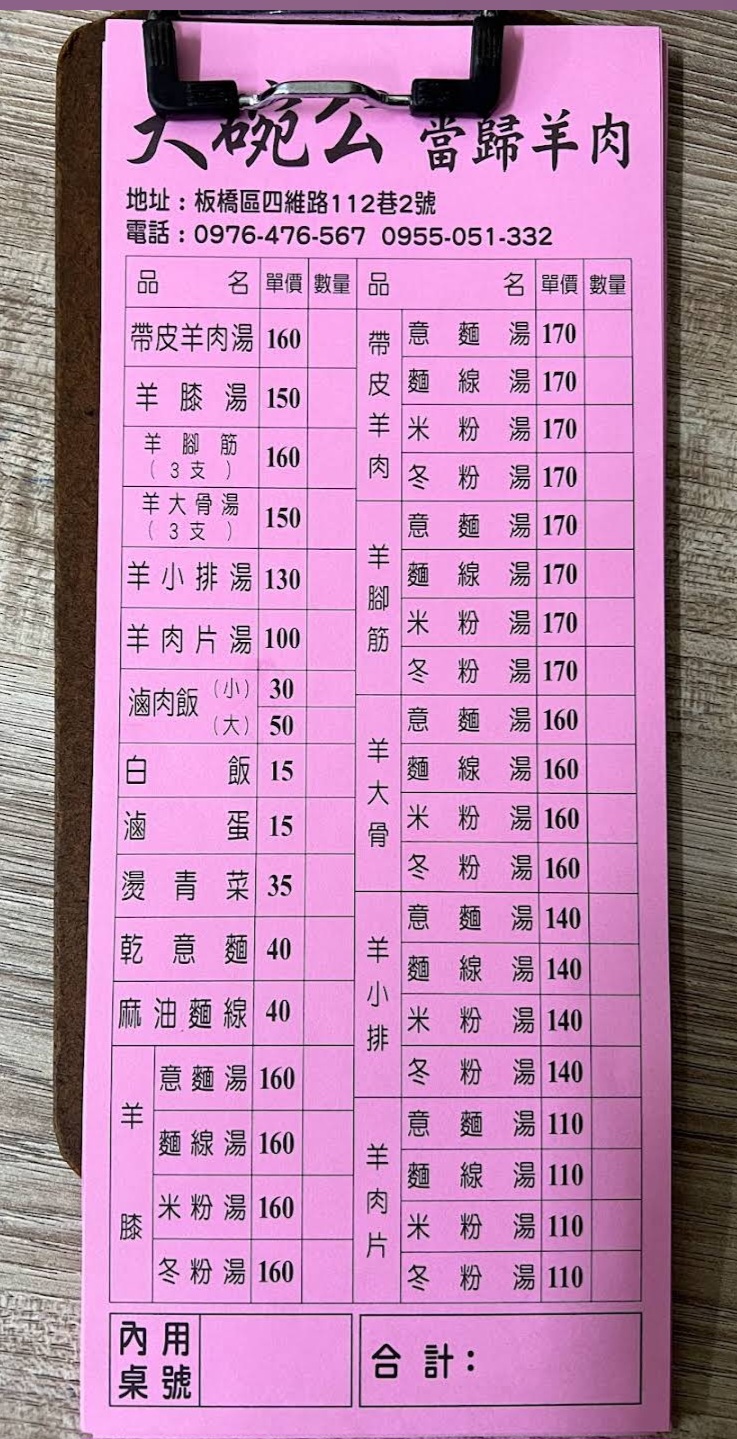 大碗公 當歸羊肉
地址：板橋區四維路112巷2號
電話：0976-476-567 0955-051-332
品名 單價 數量
帶皮羊肉湯 160
羊膝湯 150
羊腳筋（3支） 160
羊大骨湯（3支） 150
羊小排湯 130
羊肉片湯 100
滷肉飯（小） 30
（大） 50
白飯 15
滷蛋 15
燙青菜 35
乾意麵 40
麻油麵線 40
羊膝
意麵湯 160
麵線湯 160
米粉湯 160
冬粉湯 160
品名 單價 數量
帶皮羊肉
意麵湯 170
麵線湯 170
米粉湯 170
冬粉湯 170
羊腳筋
意麵湯 170
麵線湯 170
米粉湯 170
冬粉湯 170
羊大骨
意麵湯 160
麵線湯 160
米粉湯 160
冬粉湯 160
羊小排
意麵湯 140
麵線湯 140
米粉湯 140
冬粉湯 140
羊肉片
意麵湯 110
麵線湯 110
米粉湯 110
冬粉湯 110
內用桌號
合計：